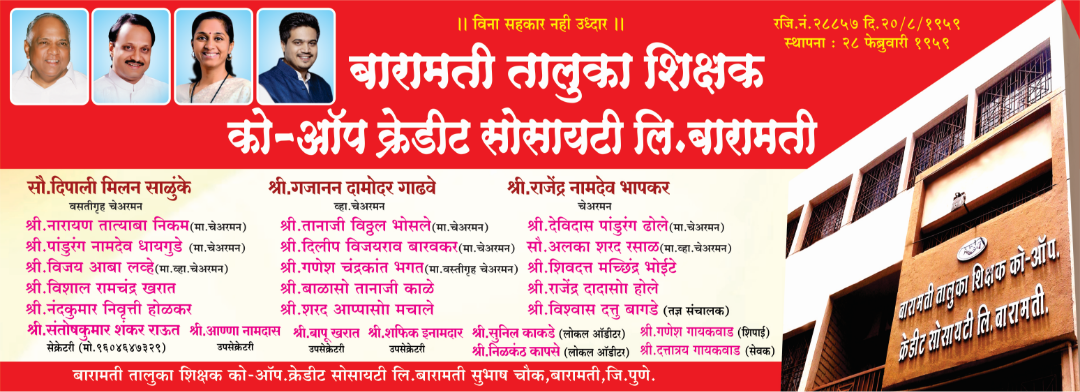 || विना सहकार नही उध्दार ||
रजि.नं.२८८५७ दि.२०/८/१९५९
स्थापना : २८ फेब्रुवारी १९५९
बारामती तालुका शिक्षक
को-ऑप क्रेडीट सोसायटी लि.बारामती
सौ.दिपाली मिलन साळुंके
वसतीगृह चेअरमन
श्री.गजानन दामोदर गाढवे
व्हा.चेअरमन
श्री.राजेंद्र नामदेव भापकर
चेअरमन
श्री.नारायण तात्याबा निकम(मा.चेअरमन) श्री.तानाजी विठ्ठल भोसले(मा.चेअरमन) श्री.देविदास पांडुरंग ढोले(मा.चेअरमन)
श्री.पांडुरंग नामदेव धायगुडे (मा.चेअरमन) श्री.दिलीप विजयराव बारवकर(मा.चेअरमन) सौ.अलका शरद रसाळ(मा.व्हा.चेअरमन)
श्री.विजय आबा लव्हे(मा.व्हा.चेअरमन) श्री.गणेश चंद्रकांत भगत(मा.वस्तीगृह चेअरमन) श्री.शिवदत्त मच्छिंद्र भोईटे
श्री.विशाल रामचंद्र खरात श्री.बाळासो तानाजी काळे श्री.राजेंद्र दादासो होले
श्री.नंदकुमार निवृत्ती होळकर श्री.शरद आप्पासो मचाले श्री.विश्वास दत्तु बागडे (तज्ञ संचालक)
श्री.संतोषकुमार शंकर राऊत श्री.आण्णा नामदास श्री.बापू खरात श्री.शफिक इनामदार श्री.सुनिल काकडे (लोकल ऑडीटर) श्री.गणेश गायकवाड (शिपाई)
सेक्रेटरी (मो.९६०४६४७३२९) उपसेक्रेटरी उपसेक्रेटरी उपसेक्रेटरी श्री.निळकंठ कापसे (लोकल ऑडीटर) श्री.दत्तात्रय गायकवाड (सेवक)
बारामती तालुका शिक्षक को-ऑप.क्रेडीट सोसायटी लि.बारामती सुभाष चौक,बारामती,जि.पुणे.
बारामती तालुका शिक्षक को-ऑप.
क्रेडीट सोसायटी लि. बारामती.